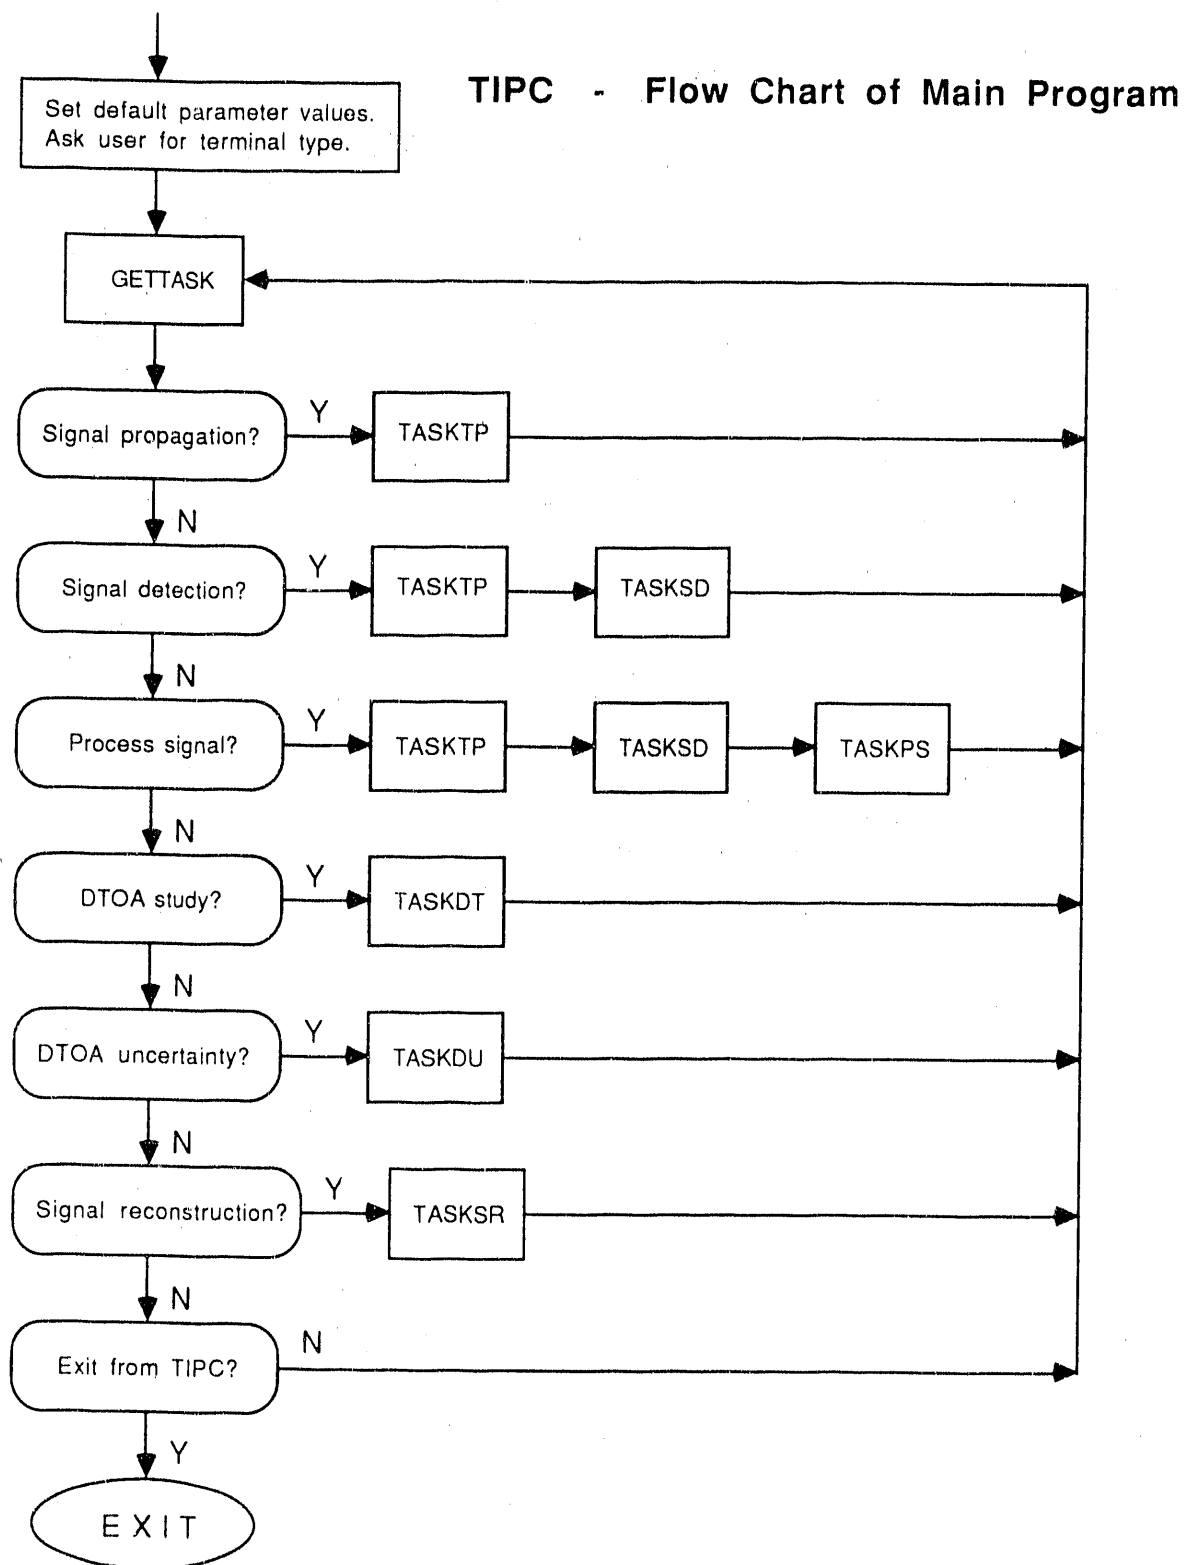 TIPC - Flow Chart of Main Program
Set default parameter values.
Ask user for terminal type.
GETTASK
Signal propagation?
Y
TASKTP
N
Signal detection?
Y
TASKTP
TASKSD
N
Process signal?
Y
TASKTP
TASKSD
TASKPS
N
DTOA study?
Y
TASKDT
N
DTOA uncertainty?
Y
TASKDU
N
Signal reconstruction?
Y
TASKSR
N
Exit from TIPC?
N
Y
EXIT